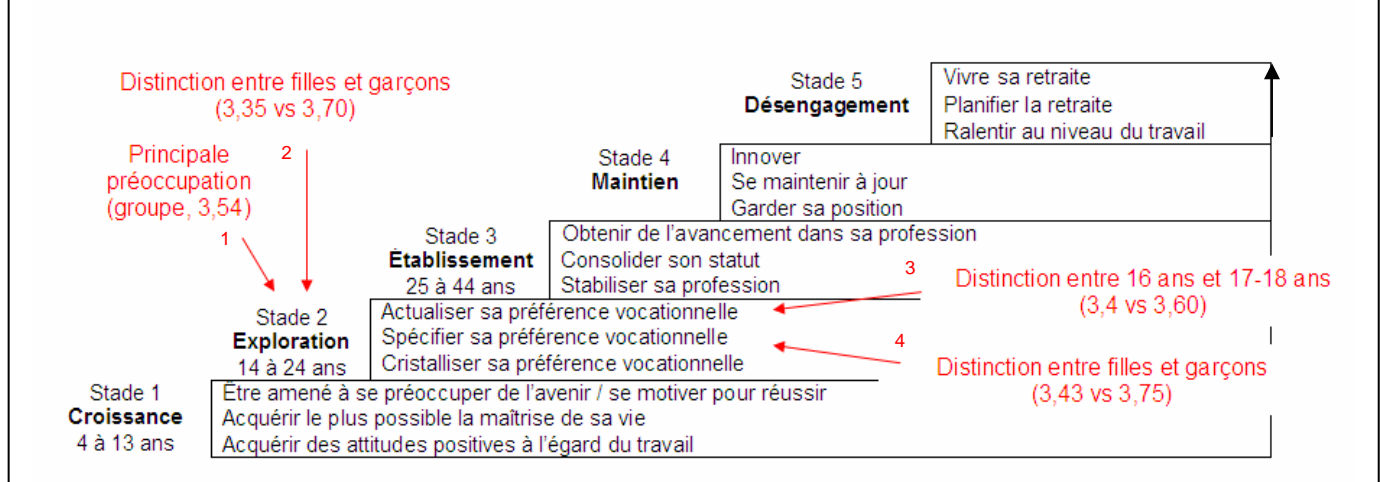 Distinction entre filles et garçons
(3,35 vs 3,70)
2
Principale
préoccupation
(groupe, 3,54)
1
Stade 5
Désengagement
Vivre sa retraite
Planifier la retraite
Ralentir au niveau du travail
Stade 4
Maintien
Innover
Se maintenir à jour
Garder sa position
Stade 3
Établissement
25 à 44 ans
Obtenir de l'avancement dans sa profession
Consolider son statut
Stabiliser sa profession
3
Distinction entre 16 ans et 17-18 ans
(3,4 vs 3,60)
Stade 2
Exploration
14 à 24 ans
Actualiser sa préférence vocationnelle
Spécifier sa préférence vocationnelle
Cristalliser sa préférence vocationnelle
4
Distinction entre filles et garçons
(3,43 vs 3,75)
Stade 1
Croissance
4 à 13 ans
Être amené à se préoccuper de l'avenir / se motiver pour réussir
Acquérir le plus possible la maîtrise de sa vie
Acquérir des attitudes positives à l'égard du travail